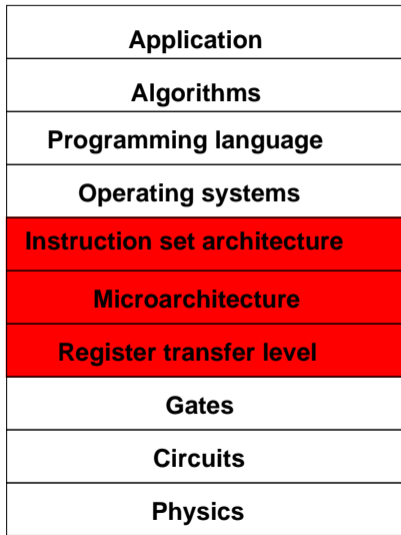 Application
Algorithms
Programming language
Operating systems
Instruction set architecture
Microarchitecture
Register transfer level
Gates
Circuits
Physics